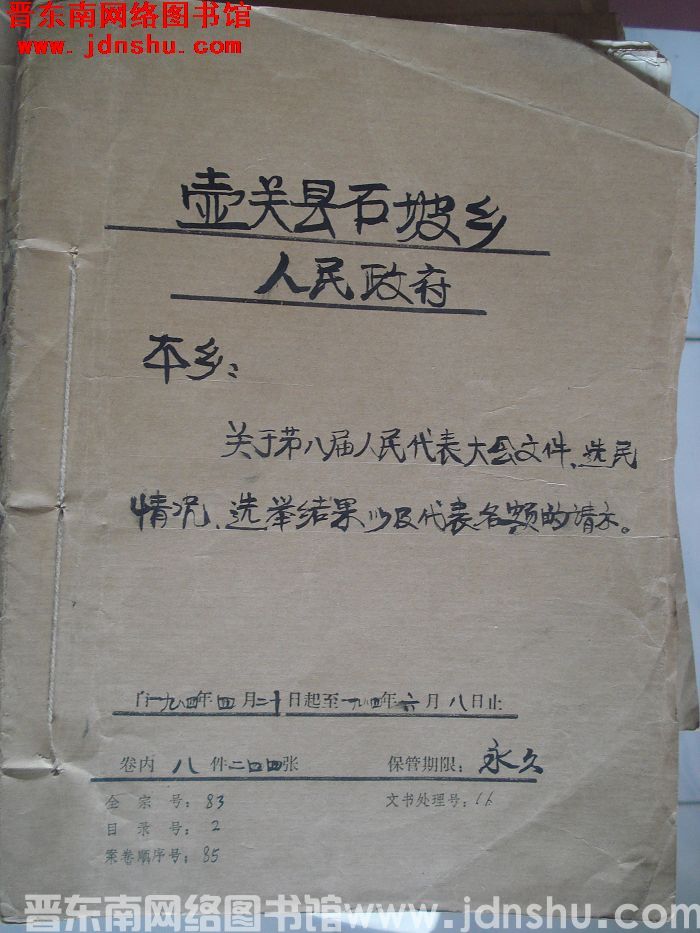 晋东南网络图书馆
www.jdnshu.com
壶关县石坡乡
人民政府
本乡：
关于第八届人民代表大会文件、选民
情况、选举结果以及代表名额的请示。
自一九八四年四月二十日起至一九八四年六月八日止
卷内八件二四四张 保管期限：永久
全宗号：83 文书处理号：16
目录号：2
案卷顺序号：85
晋东南网络图书馆 www.jdnshu.com